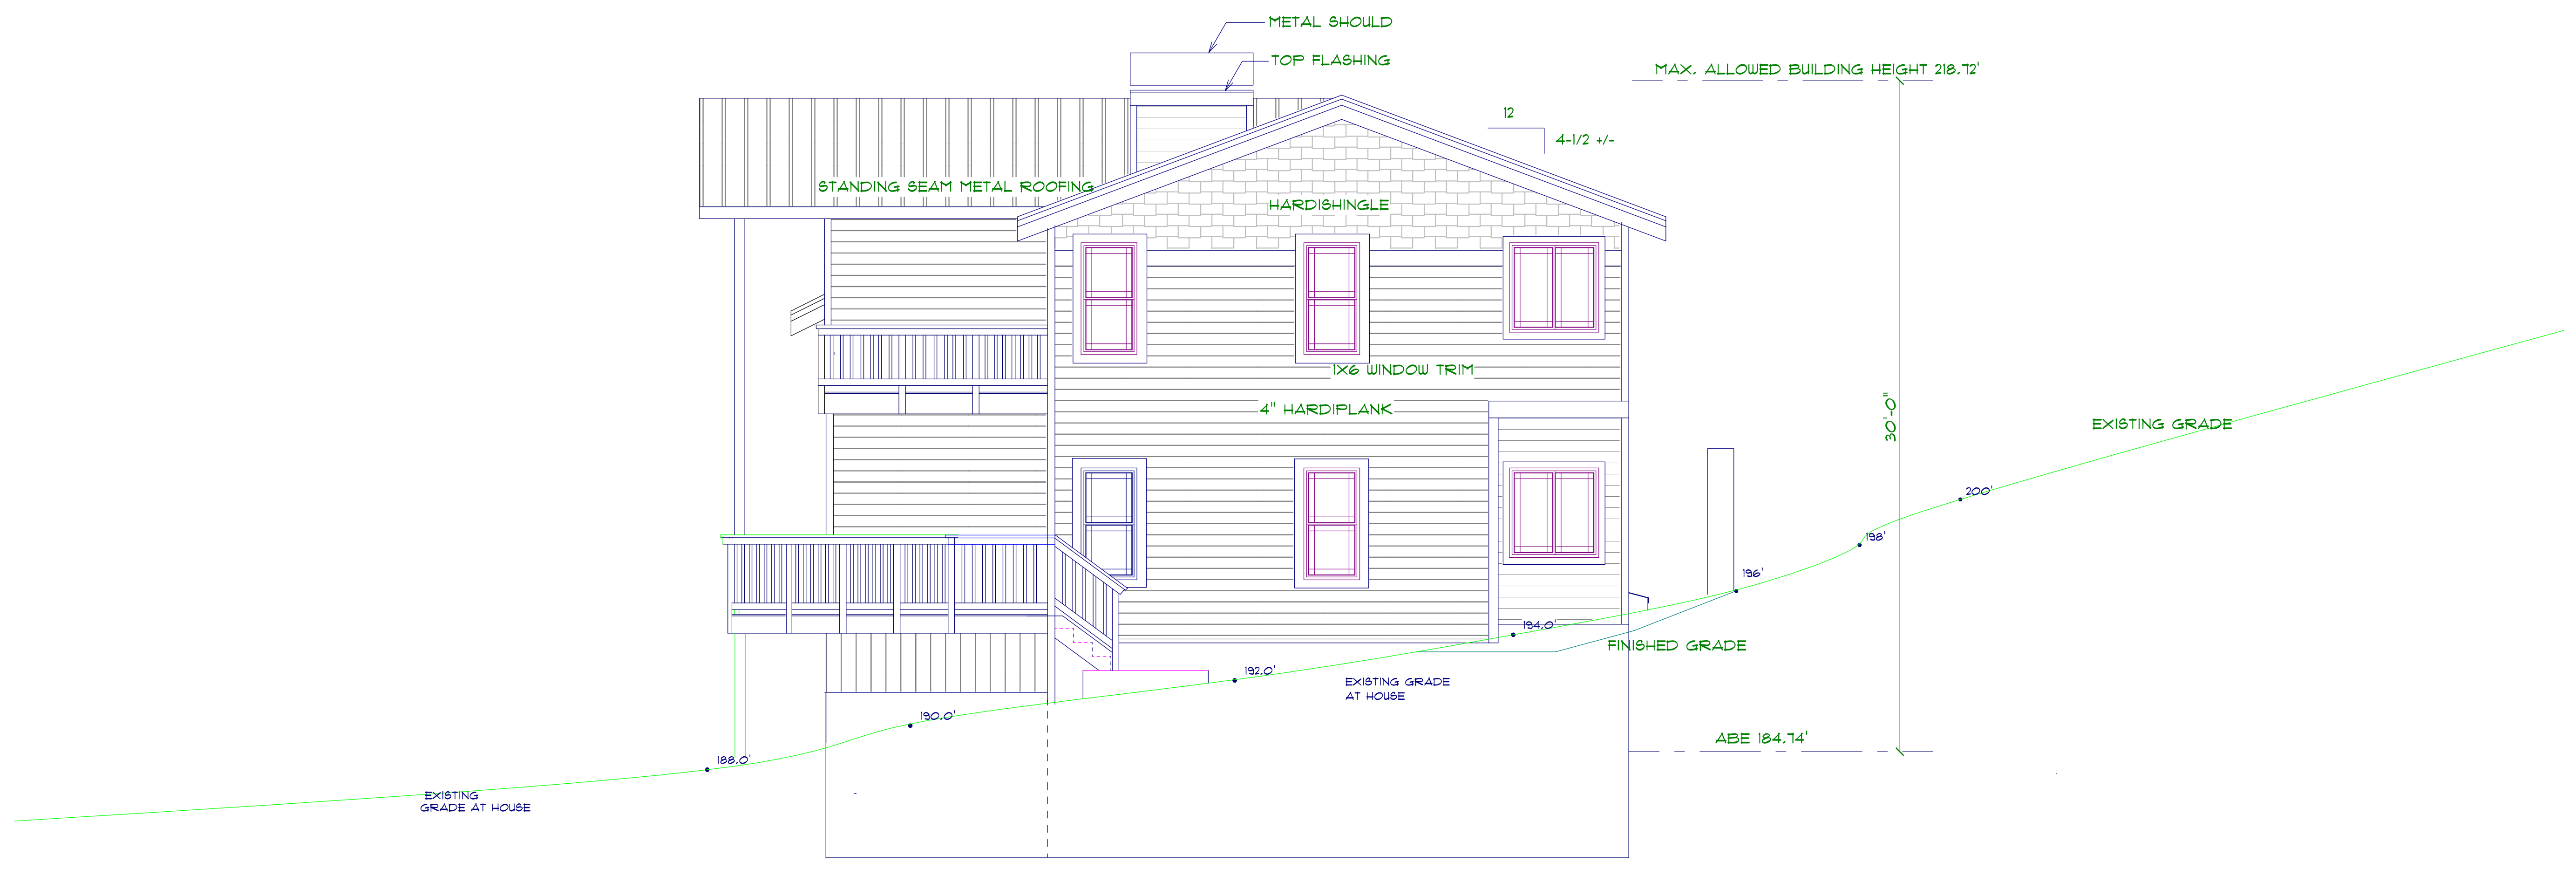 METAL SHOULD
TOP FLASHING
MAX. ALLOWED BUILDING HEIGHT 218.72'
12
4-1/2 +/-
STANDING SEAM METAL ROOFING
HARDISHINGLE
1X6 WINDOW TRIM
4" HARDIPLANK
30'-0"
EXISTING GRADE
200'
198'
196'
194.0'
FINISHED GRADE
192.0'
EXISTING GRADE
AT HOUSE
190.0'
ABE 184.74'
188.0'
EXISTING
GRADE AT HOUSE